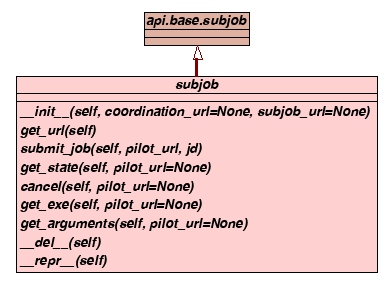 api.base.subjob
subjob
__init__(self, coordination_url=None, subjob_url=None)
get_url(self)
submit_job(self, pilot_url, jd)
get_state(self, pilot_url=None)
cancel(self, pilot_url=None)
get_exe(self, pilot_url=None)
get_arguments(self, pilot_url=None)
__del__(self)
__repr__(self)